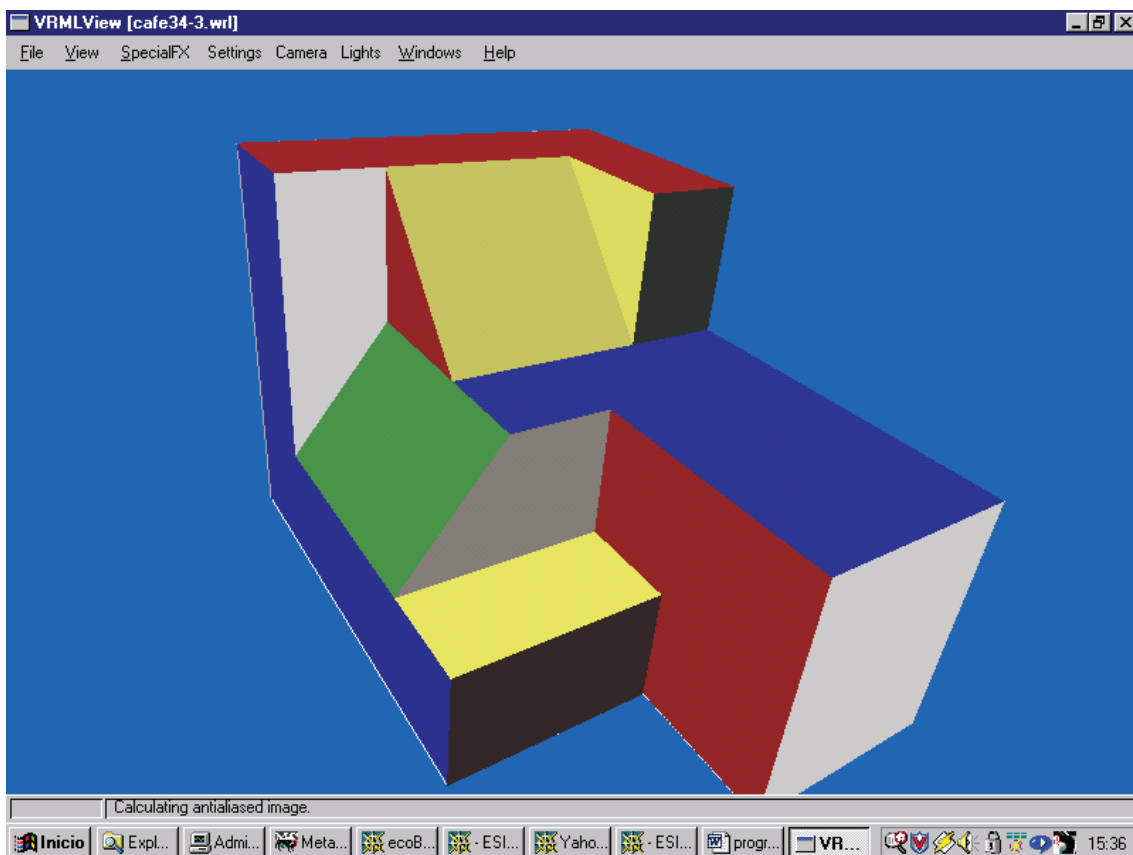 VRMLView [cafe34-3.wrl]
File View SpecialFX Settings Camera Lights Windows Help
Calculating antialiased image.
Inicio Expl... Admi... Meta... ecoB... - ESI... Yaho... - ESI... progr... VR... 15:36